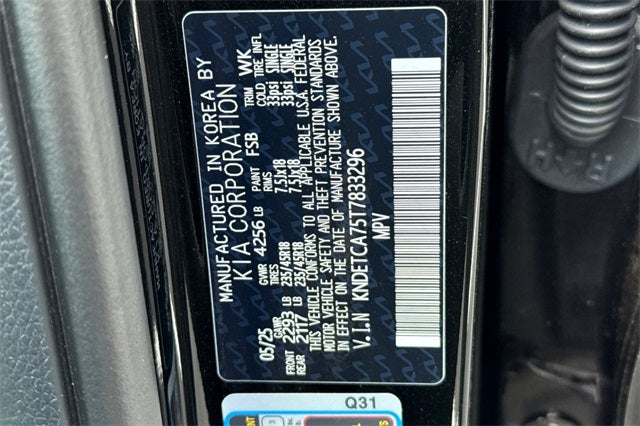 MANUFACTURED IN KOREA BY
KIA CORPORATION
05/25 GVWR 4256 LB PAINT FSB TRIM WK
GAWR TIRES RIMS COLD TIRE INFL
FRONT 2293 LB 235/45R18 7.5Jx18 33psi SINGLE
REAR 2117 LB 235/45R18 7.5Jx18 33psi SINGLE
THIS VEHICLE CONFORMS TO ALL APPLICABLE U.S.A. FEDERAL
MOTOR VEHICLE SAFETY AND THEFT PREVENTION STANDARDS
IN EFFECT ON THE DATE OF MANUFACTURE SHOWN ABOVE.
V.I.N KNDETCA75T7833296
MPV
Q31